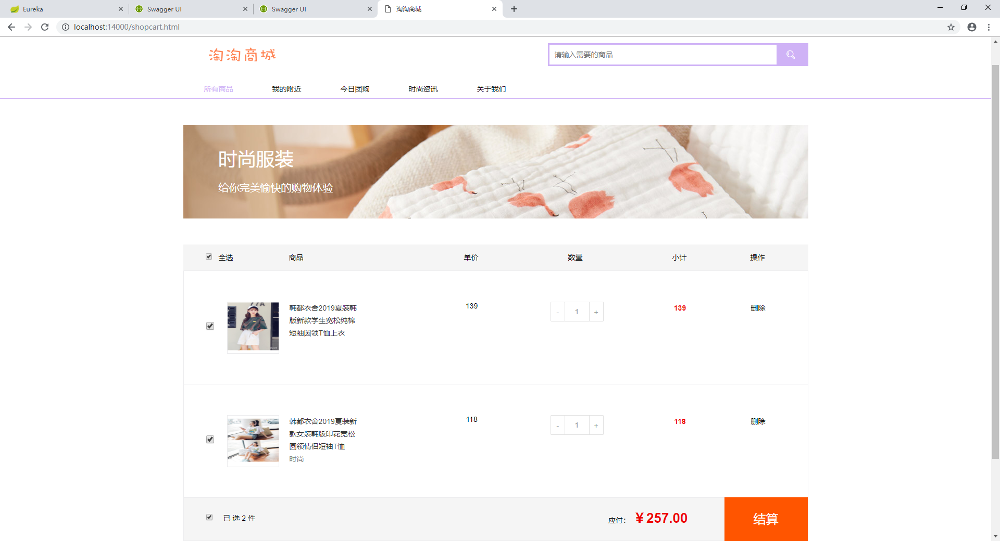 Eureka
Swagger UI
Swagger UI
淘淘商城
localhost:14000/shopcart.html
淘淘商城
请输入需要的商品
所有商品
我的附近
今日团购
时尚资讯
关于我们
时尚服装
给你完美愉快的购物体验
全选
商品
单价
数量
小计
操作
韩都衣舍2019夏装韩
版新款学生宽松纯棉
短袖圆领T恤上衣
139
- 1 +
139
删除
韩都衣舍2019夏装新
款女装韩版印花宽松
圆领情侣短袖T恤
时尚
118
- 1 +
118
删除
已选2件
应付：
¥257.00
结算